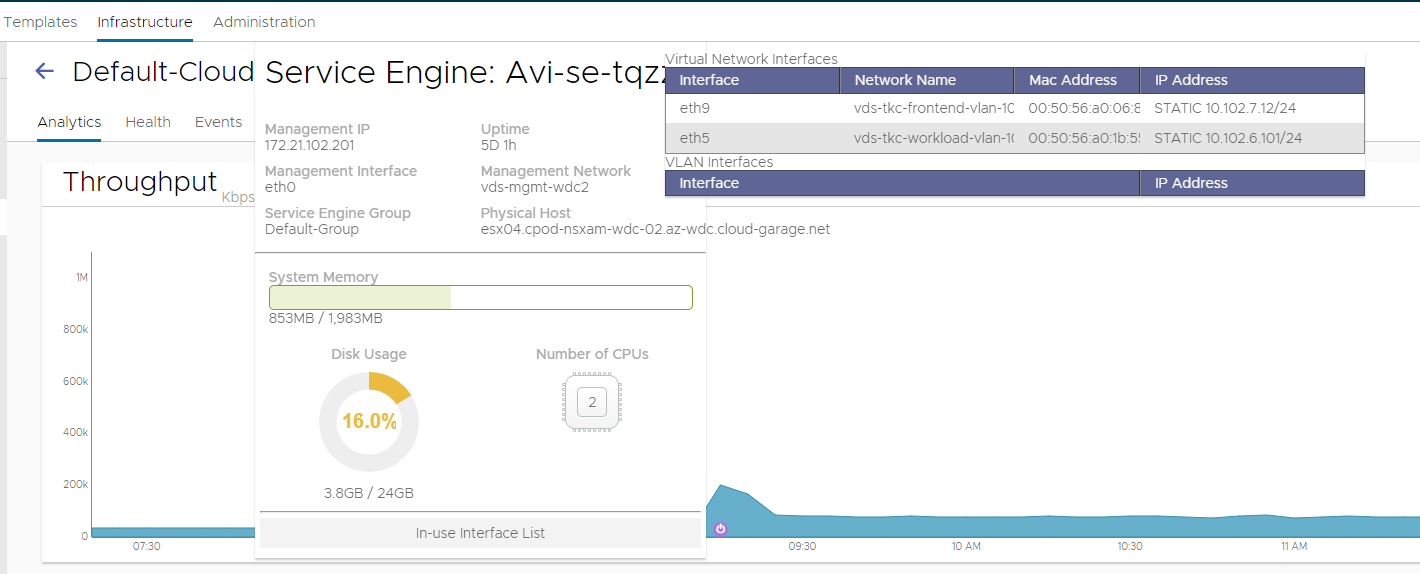 Templates Infrastructure Administration
Default-Cloud
Analytics Health Events
Throughput Kbps
1M
800k
600k
400k
200k
0
07:30 09:30 10 AM 10:30 11 AM
Service Engine: Avi-se-tqzz
Management IP Uptime
172.21.102.201 5D 1h
Management Interface Management Network
eth0 vds-mgmt-wdc2
Service Engine Group Physical Host
Default-Group esx04.cpod-nsxam-wdc-02.az-wdc.cloud-garage.net
System Memory
853MB / 1,983MB
Disk Usage Number of CPUs
16.0% 2
3.8GB / 24GB
In-use Interface List
Virtual Network Interfaces
Interface Network Name Mac Address IP Address
eth9 vds-tkc-frontend-vlan-10 00:50:56:a0:06:8 STATIC 10.102.7.12/24
eth5 vds-tkc-workload-vlan-10 00:50:56:a0:1b:55 STATIC 10.102.6.101/24
VLAN Interfaces
Interface IP Address